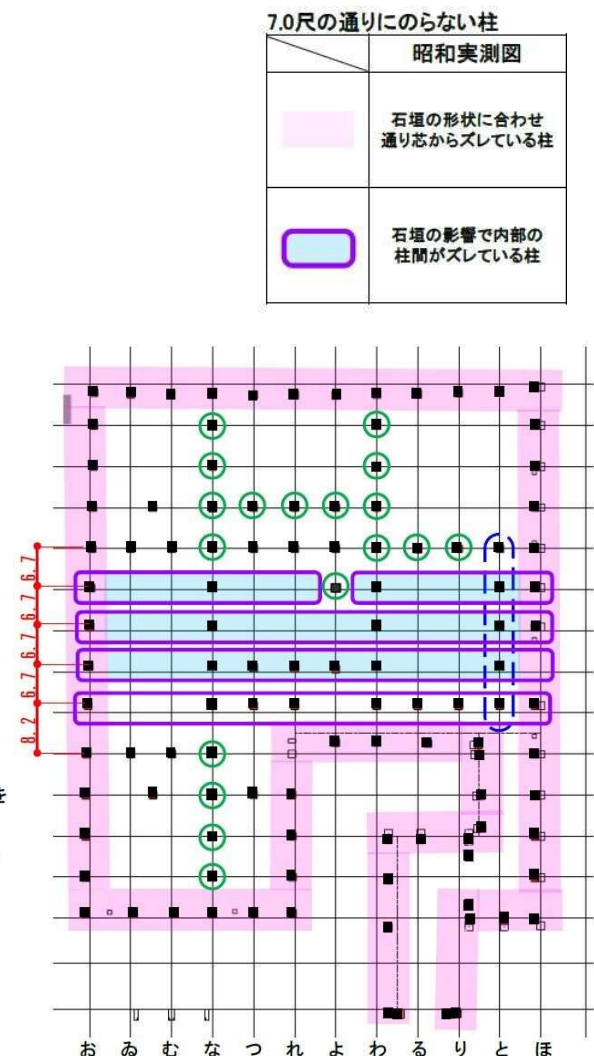 7.0尺の通りにのらない柱
昭和実測図
石垣の形状に合わせ
通り芯からズレている柱
石垣の影響で内部の
柱間がズレている柱
6.7
6.7
6.7
6.7
8.2
を
お ゐ む な つ れ よ わ る り と ほ